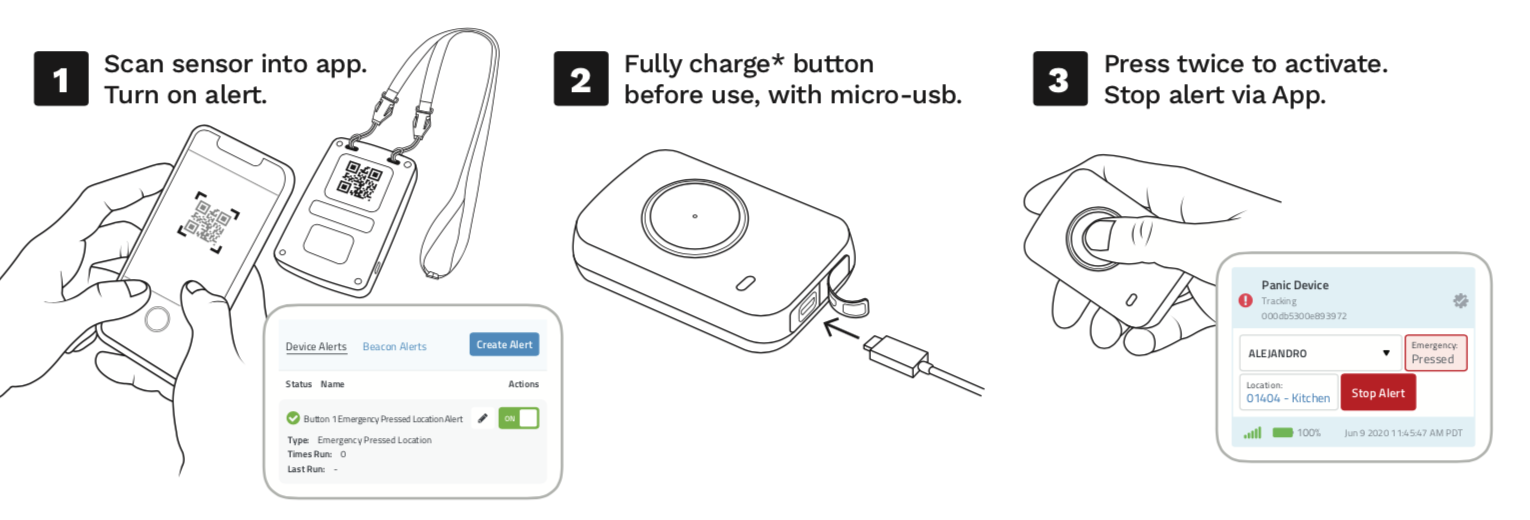 1
Scan sensor into app.
Turn on alert.
2
Fully charge* button
before use, with micro-usb.
3
Press twice to activate.
Stop alert via App.
Device Alerts Beacon Alerts Create Alert
Status Name Actions
Button 1 Emergency Pressed Location Alert ON
Type: Emergency Pressed Location
Times Run: 0
Last Run: -
Panic Device
Tracking
000db5300e893972
ALEJANDRO
Emergency:
Pressed
Location:
01404 - Kitchen
Stop Alert
100% Jun 9 2020 11:45:47 AM PDT